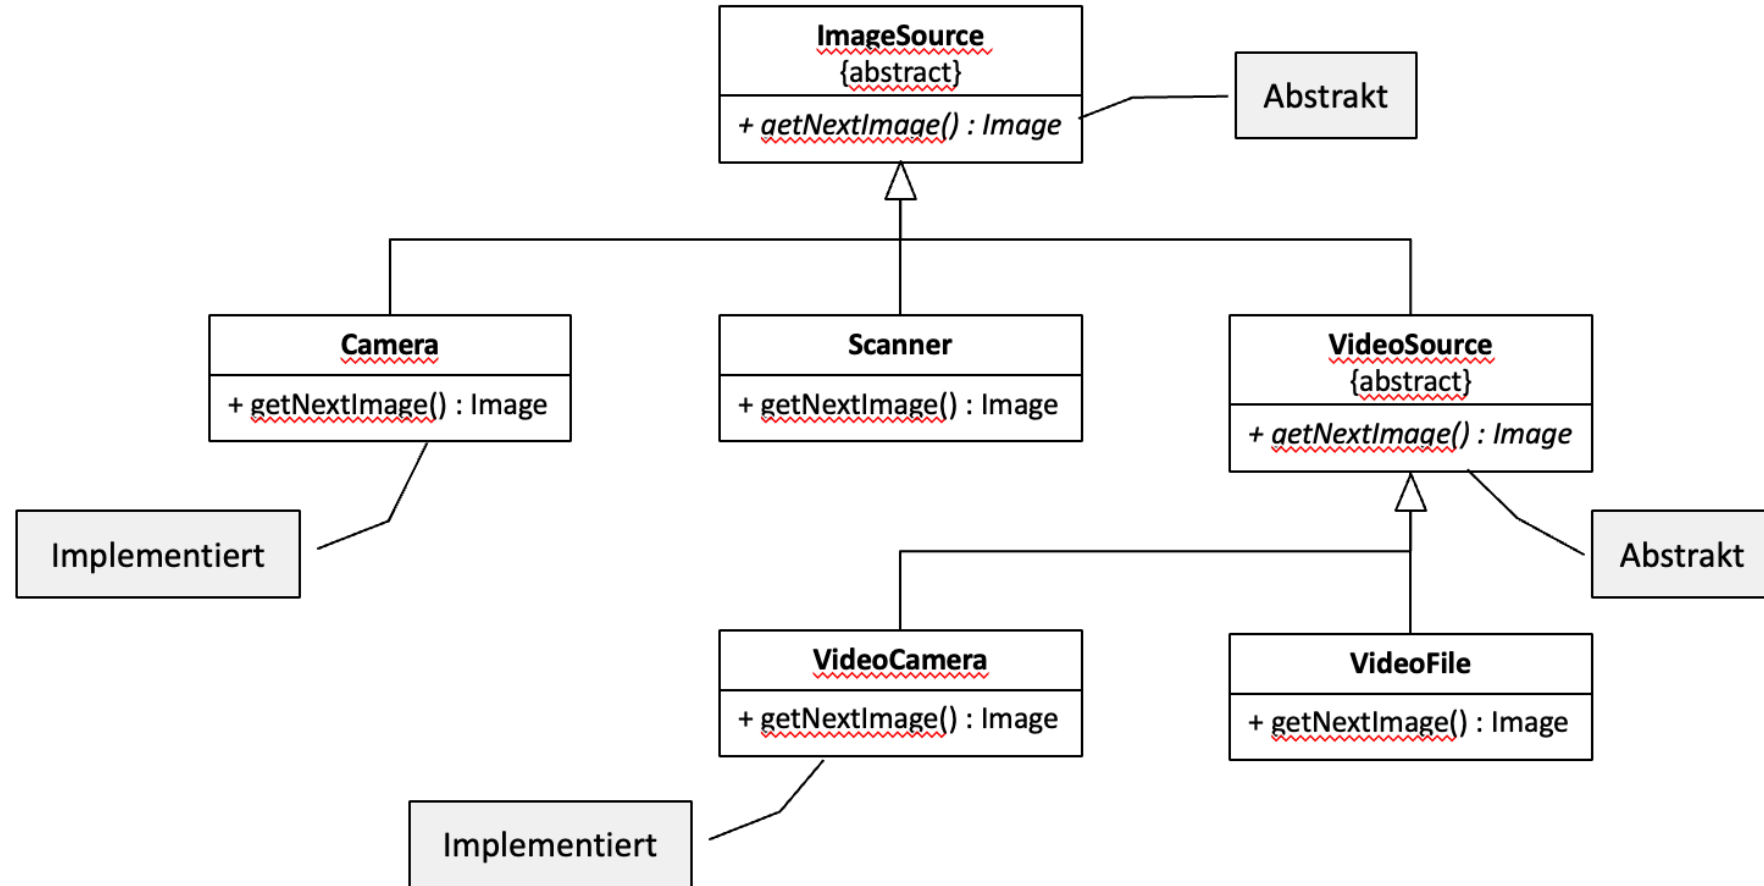 ImageSource
{abstract}
+ getNextImage() : Image
Abstrakt
Camera
+ getNextImage() : Image
Scanner
+ getNextImage() : Image
VideoSource
{abstract}
+ getNextImage() : Image
Implementiert
Abstrakt
VideoCamera
+ getNextImage() : Image
VideoFile
+ getNextImage() : Image
Implementiert